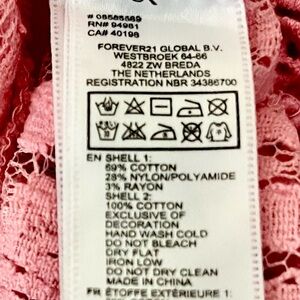 # 08585569
RN# 94981
CA# 40198
FOREVER21 GLOBAL B.V.
WESTBROEK 64-66
4822 ZW BREDA
THE NETHERLANDS
REGISTRATION NBR 34386700
EN SHELL 1:
69% COTTON
28% NYLON/POLYAMIDE
3% RAYON
SHELL 2:
100% COTTON
EXCLUSIVE OF
DECORATION
HAND WASH COLD
DO NOT BLEACH
DRY FLAT
IRON LOW
DO NOT DRY CLEAN
MADE IN CHINA
FR ÉTOFFE EXTÉRIEURE 1: